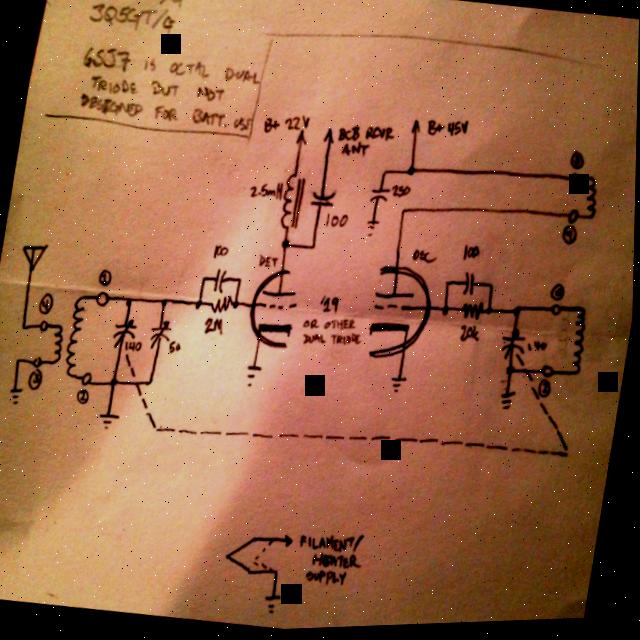 3Q5GT/G
6SJ7 IS OCTAL DUAL
TRIODE BUT NOT
DESIGNED FOR BATT. USE
B+ 22V
BCB RCVR
ANT
B+ 45V
2.5mH
100
250
100
DET
OSC
100
2M
19
OR OTHER
DUAL TRIODE
20k
140
50
140
FILAMENT/
HEATER
SUPPLY